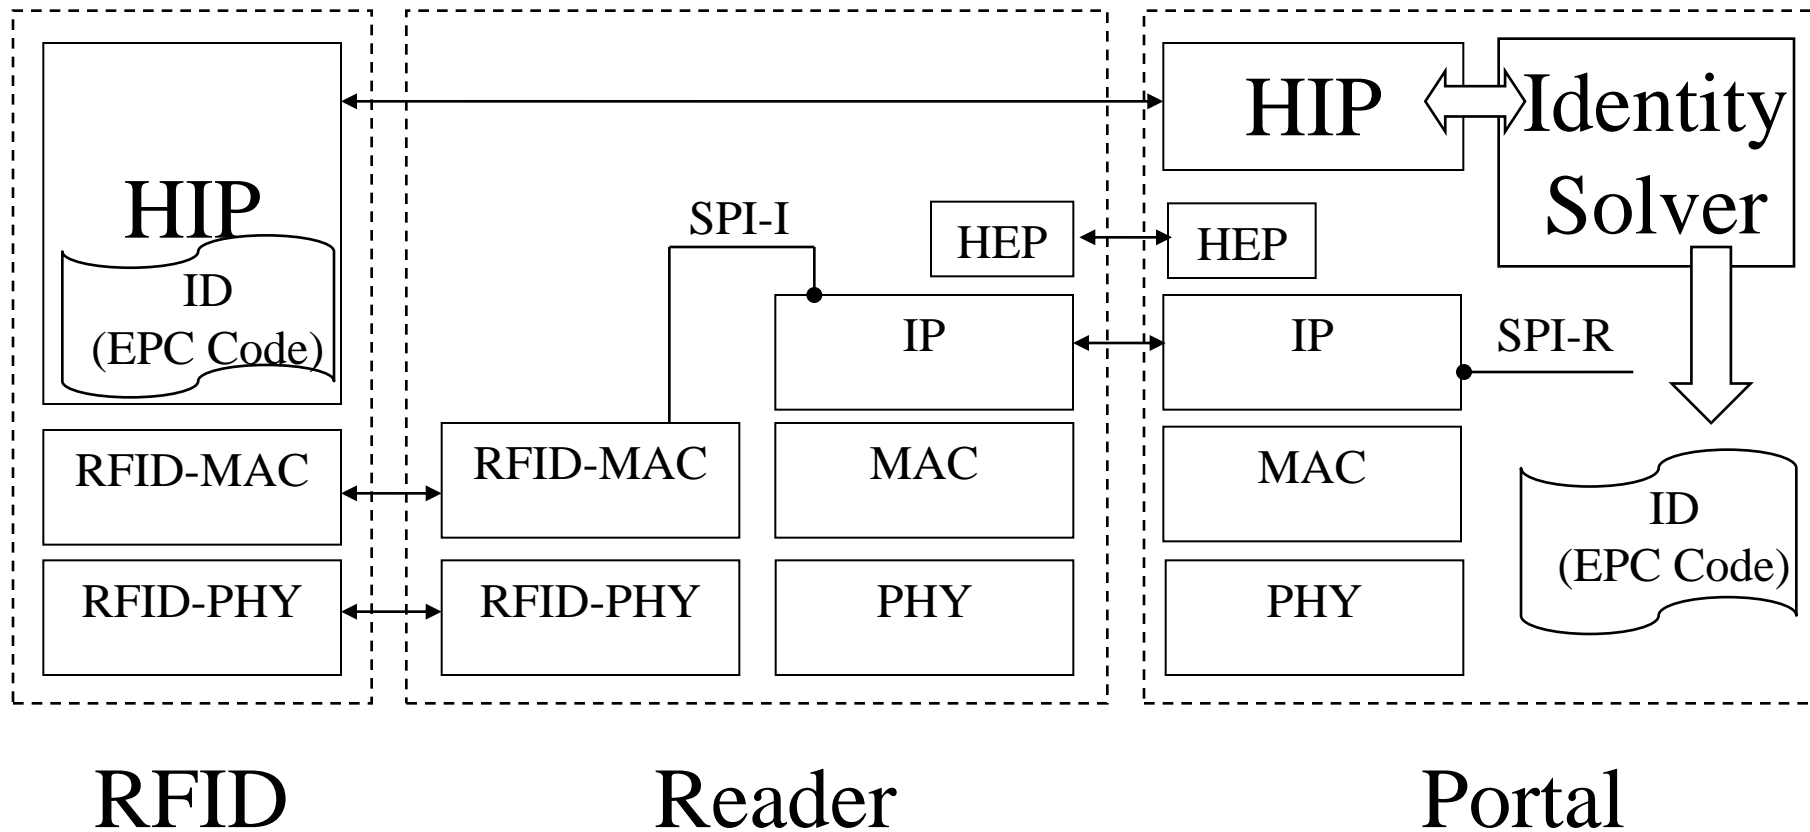 HIP
ID
(EPC Code)
RFID-MAC
RFID-PHY
RFID
SPI-I
HEP
IP
RFID-MAC
MAC
RFID-PHY
PHY
Reader
HIP
Identity
Solver
HEP
IP
SPI-R
MAC
ID
(EPC Code)
PHY
Portal